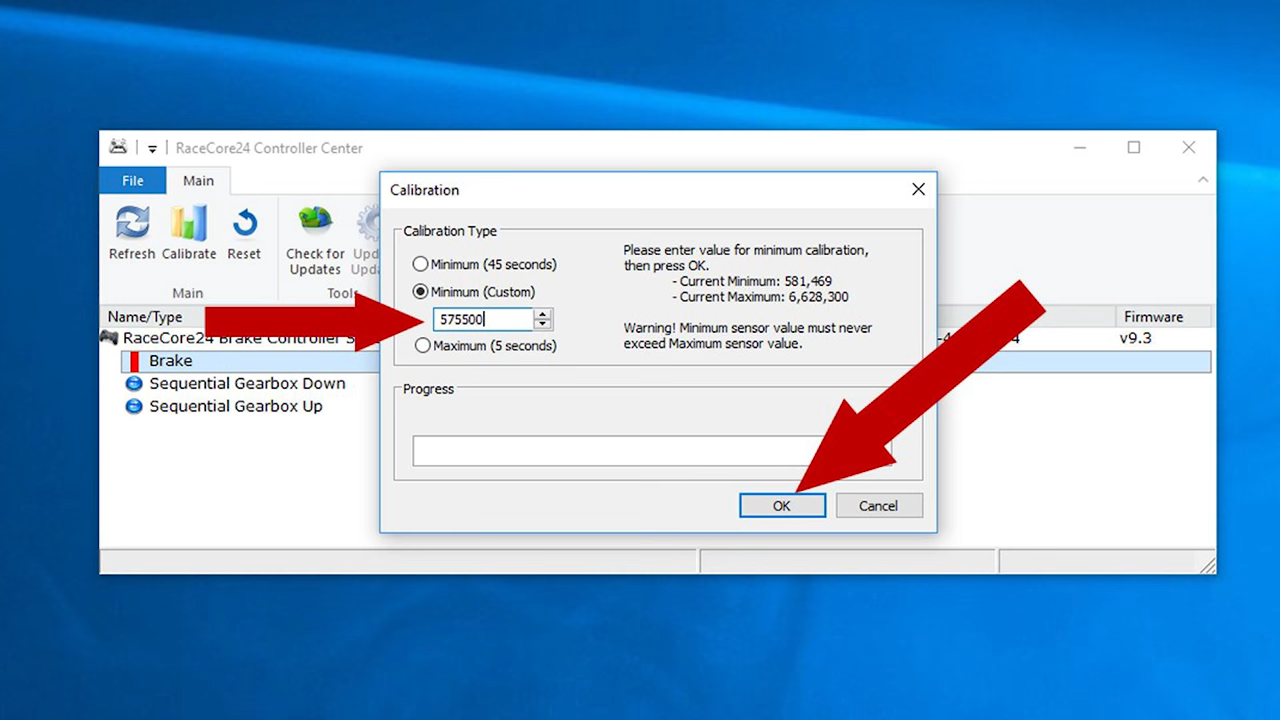 RaceCore24 Controller Center
File
Main
Calibration
Refresh
Calibrate
Reset
Check for
Updates
Main
Calibration Type
Minimum (45 seconds)
Minimum (Custom)
575500
Maximum (5 seconds)
Please enter value for minimum calibration,
then press OK.
- Current Minimum: 581,469
- Current Maximum: 6,628,300
Warning! Minimum sensor value must never
exceed Maximum sensor value.
Name/Type
Firmware
RaceCore24 Brake Controller
v9.3
Brake
Sequential Gearbox Down
Sequential Gearbox Up
Progress
OK
Cancel